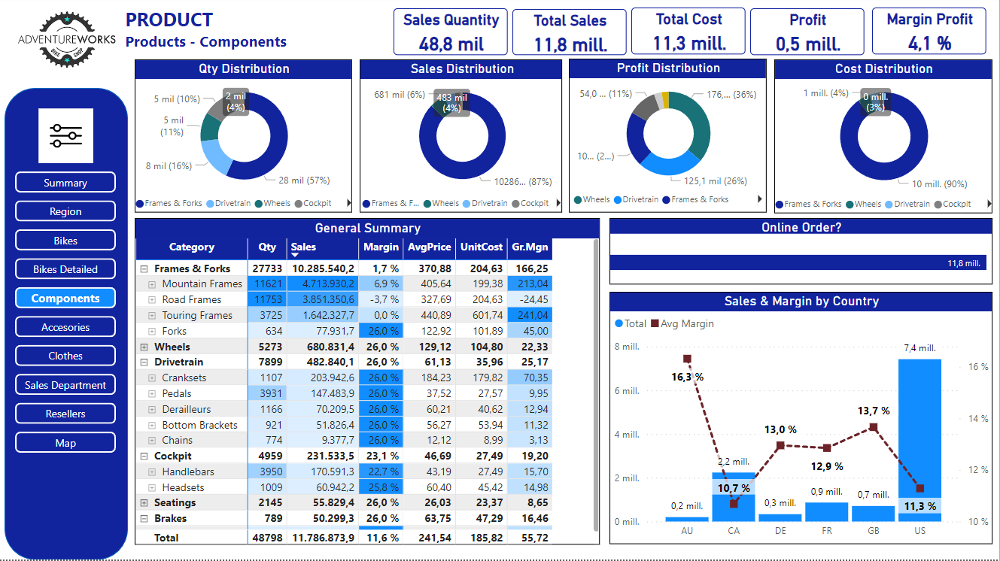 ADVENTUREWORKS
BIKE SHOP
PRODUCT
Products - Components
Sales Quantity
48,8 mil
Total Sales
11,8 mill.
Total Cost
11,3 mill.
Profit
0,5 mill.
Margin Profit
4,1 %
Summary
Region
Bikes
Bikes Detailed
Components
Accesories
Clothes
Sales Department
Resellers
Map
Qty Distribution
5 mil (10%)
2 mil
(4%)
5 mil
(11%)
8 mil (16%)
28 mil (57%)
Frames & Forks Drivetrain Wheels Cockpit
Sales Distribution
681 mil (6%)
483 mil
(4%)
10286... (87%)
Frames & F... Wheels Drivetrain Cockpit
Profit Distribution
54,0 ... (11%)
176,... (36%)
10... (2...)
125,1 mil (26%)
Wheels Drivetrain Frames & Forks
Cost Distribution
1 mill. (4%)
0 mill.
(3%)
10 mill. (90%)
Frames & Forks Wheels Drivetrain Cockpit
General Summary
Category Qty Sales Margin AvgPrice UnitCost Gr.Mgn
Frames & Forks 27733 10.285.540,2 1,7 % 370,88 204,63 166,25
Mountain Frames 11621 4.713.930,2 6,9 % 405,64 199,38 213,04
Road Frames 11753 3.851.350,6 -3,7 % 327,69 204,63 -24,45
Touring Frames 3725 1.642.327,7 0,0 % 440,89 601,74 241,04
Forks 634 77.931,7 26,0 % 122,92 101,89 45,00
Wheels 5273 680.831,4 26,0 % 129,12 104,80 22,33
Drivetrain 7899 482.840,1 26,0 % 61,13 35,96 25,17
Cranksets 1107 203.942,6 26,0 % 184,23 179,82 70,35
Pedals 3931 147.483,9 26,0 % 37,52 27,57 9,95
Derailleurs 1166 70.209,5 26,0 % 60,21 40,62 12,94
Bottom Brackets 921 51.826,4 26,0 % 56,27 53,94 11,32
Chains 774 9.377,7 26,0 % 12,12 8,99 3,13
Cockpit 4959 231.533,5 23,1 % 46,69 27,49 19,20
Handlebars 3950 170.591,3 22,7 % 43,19 27,49 15,70
Headsets 1009 60.942,2 25,8 % 60,40 45,42 14,98
Seatings 2145 55.829,4 26,0 % 26,03 23,37 8,65
Brakes 789 50.299,3 26,0 % 63,75 47,29 16,46
Total 48798 11.786.873,9 11,6 % 241,54 185,82 55,72
Online Order?
11,8 mill.
Sales & Margin by Country
Total Avg Margin
8 mill.
6 mill.
4 mill.
2 mill.
0 mill.
16,3 %
0,2 mill.
2,2 mill.
10,7 %
13,0 %
0,3 mill.
12,9 %
0,9 mill.
13,7 %
0,7 mill.
7,4 mill.
11,3 %
16 %
14 %
12 %
10 %
AU CA DE FR GB US